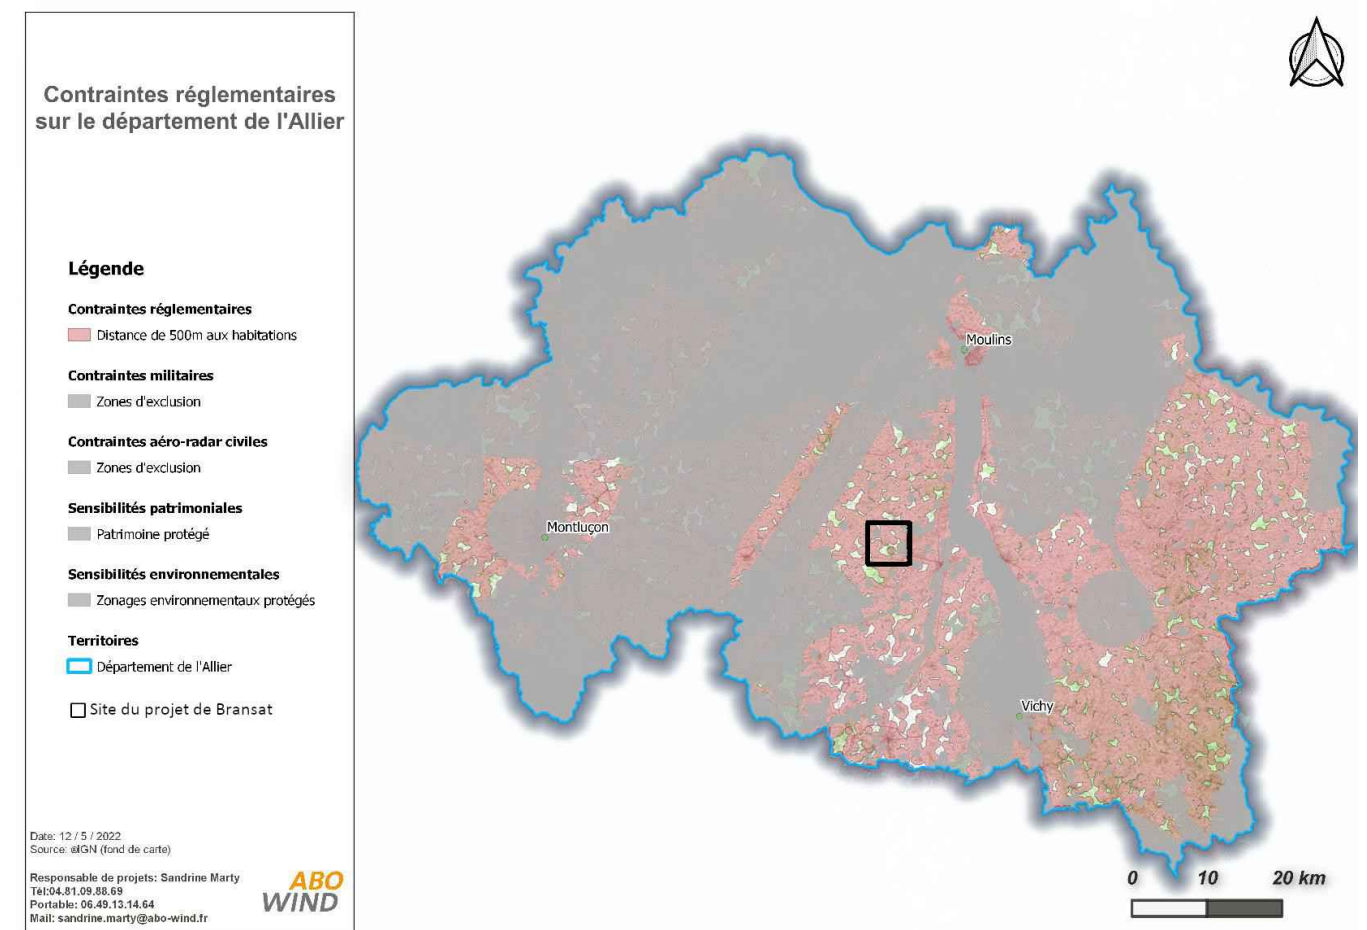 Contraintes réglementaires
sur le département de l'Allier
Légende
Contraintes réglementaires
Distance de 500m aux habitations
Contraintes militaires
Zones d'exclusion
Contraintes aéro-radar civiles
Zones d'exclusion
Sensibilités patrimoniales
Patrimoine protégé
Sensibilités environnementales
Zonages environnementaux protégés
Territoires
Département de l'Allier
Site du projet de Bransat
Date: 12 / 5 / 2022
Source: ©IGN (fond de carte)
Responsable de projets: Sandrine Marty
Tél:04.81.09.88.69
Portable: 06.49.13.14.64
Mail: sandrine.marty@abo-wind.fr
ABO
WIND
Moulins
Montluçon
Vichy
0 10 20 km